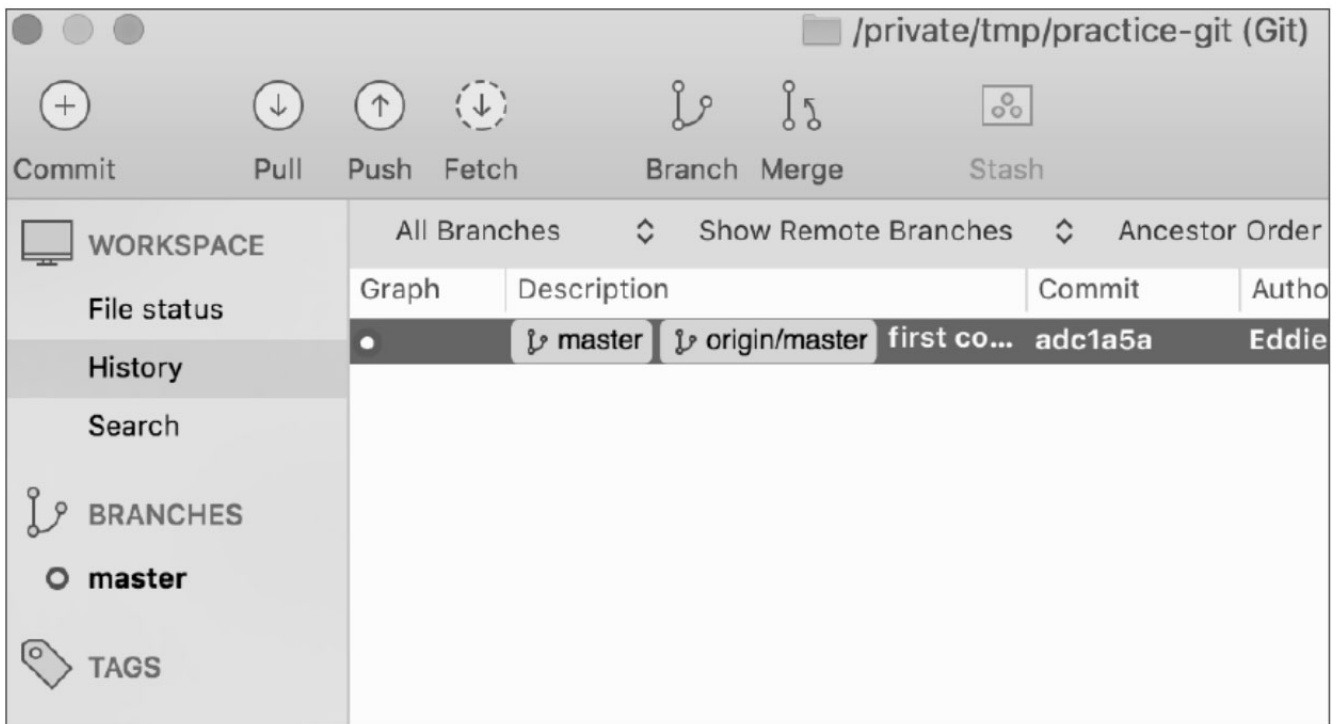 /private/tmp/practice-git (Git)
Commit Pull Push Fetch Branch Merge Stash
WORKSPACE
File status
History
Search
BRANCHES
master
TAGS
All Branches Show Remote Branches Ancestor Order
Graph Description Commit Autho
master origin/master first co... adc1a5a Eddie